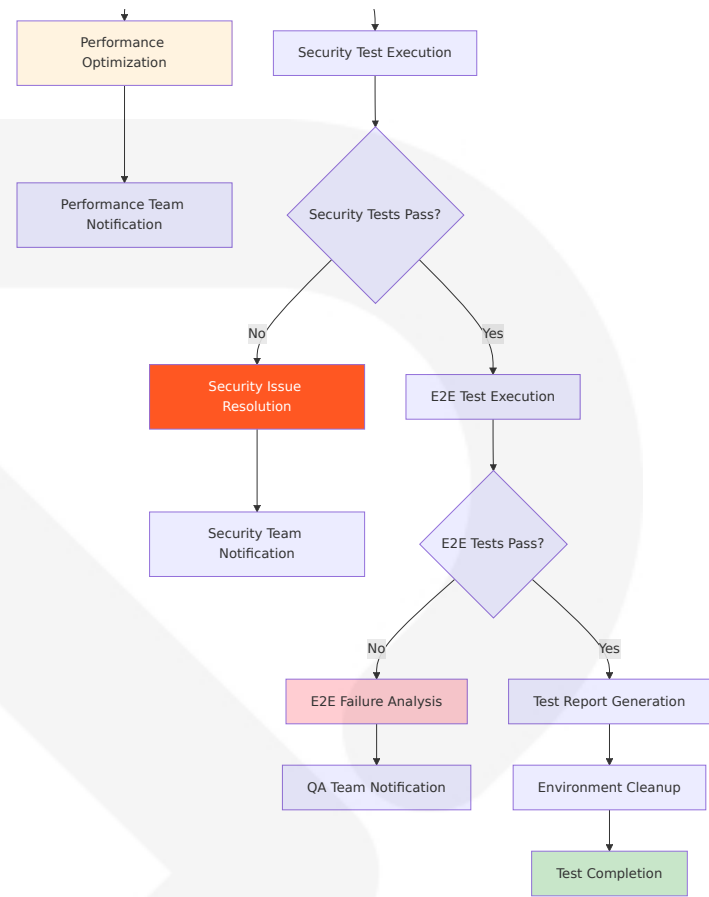 Performance
Optimization
Security Test Execution
Performance Team
Notification
Security Tests Pass?
No
Yes
Security Issue
Resolution
E2E Test Execution
Security Team
Notification
E2E Tests Pass?
No
Yes
E2E Failure Analysis
Test Report Generation
QA Team Notification
Environment Cleanup
Test Completion